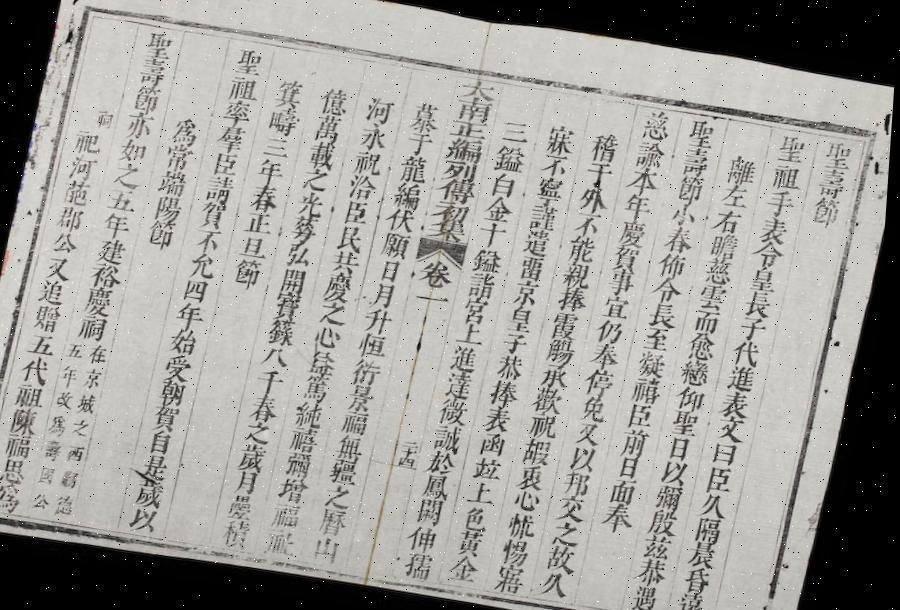 聖壽節
聖祖手表令皇長子代進表文曰臣久隔晨昏遠
離左右瞻慈雲而愈戀仰聖日以彌殷茲恭遇
聖壽節小春佈令長至凝禧臣前日面奉
慈諭本年慶賀事宜仍奉停免又以邦交之故久
稽于外不能親捧霞觴承歡祝嘏衷心怵惕寤
寐不寧謹遣留京皇子恭捧表函竝上色黃金
三鎰白金十鎰詣宮上進達微誠於鳳闕伸孺
大南正編列傳初集 卷一 二十四
慕于龍編伏願日月升恒衍景福無疆之曆山
河永祝洽臣民共慶之心益篤純禧彌增福祉
億萬載之光華弘開寶籙八千春之歲月疊積
箕疇三年春正旦節
聖祖率羣臣請賀不允四年始受朝賀自是歲以
為常端陽節
聖壽節亦如之五年建裕慶祠在京城之西
祠祀河葩郡公五年改為壽國公又追贈五代祖陳福思為